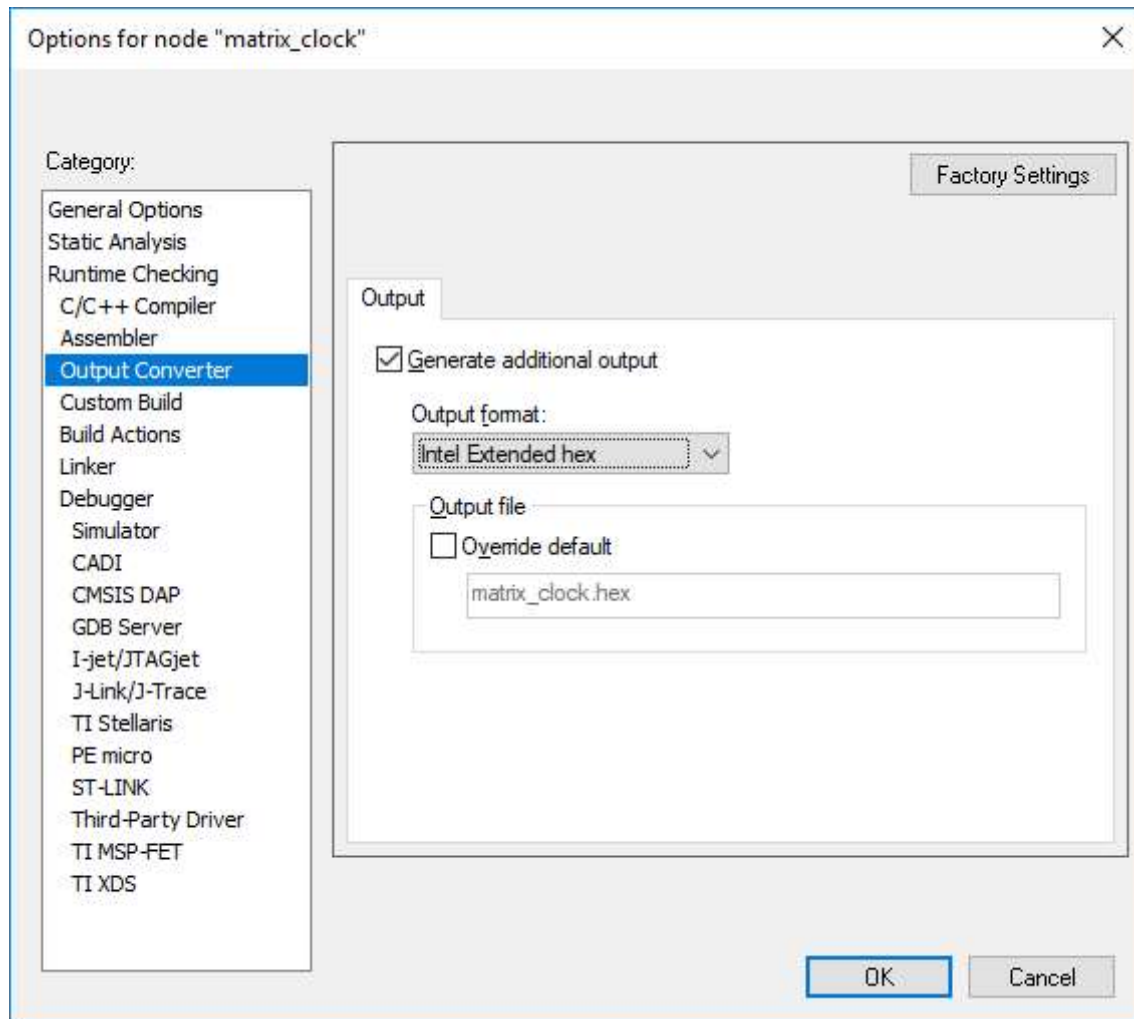 Options for node "matrix_clock"
Category:
General Options
Static Analysis
Runtime Checking
C/C++ Compiler
Assembler
Output Converter
Custom Build
Build Actions
Linker
Debugger
Simulator
CADI
CMSIS DAP
GDB Server
I-jet/JTAGjet
J-Link/J-Trace
TI Stellaris
PE micro
ST-LINK
Third-Party Driver
TI MSP-FET
TI XDS
Factory Settings
Output
Generate additional output
Output format:
Intel Extended hex
Output file
Override default
matrix_clock.hex
OK
Cancel